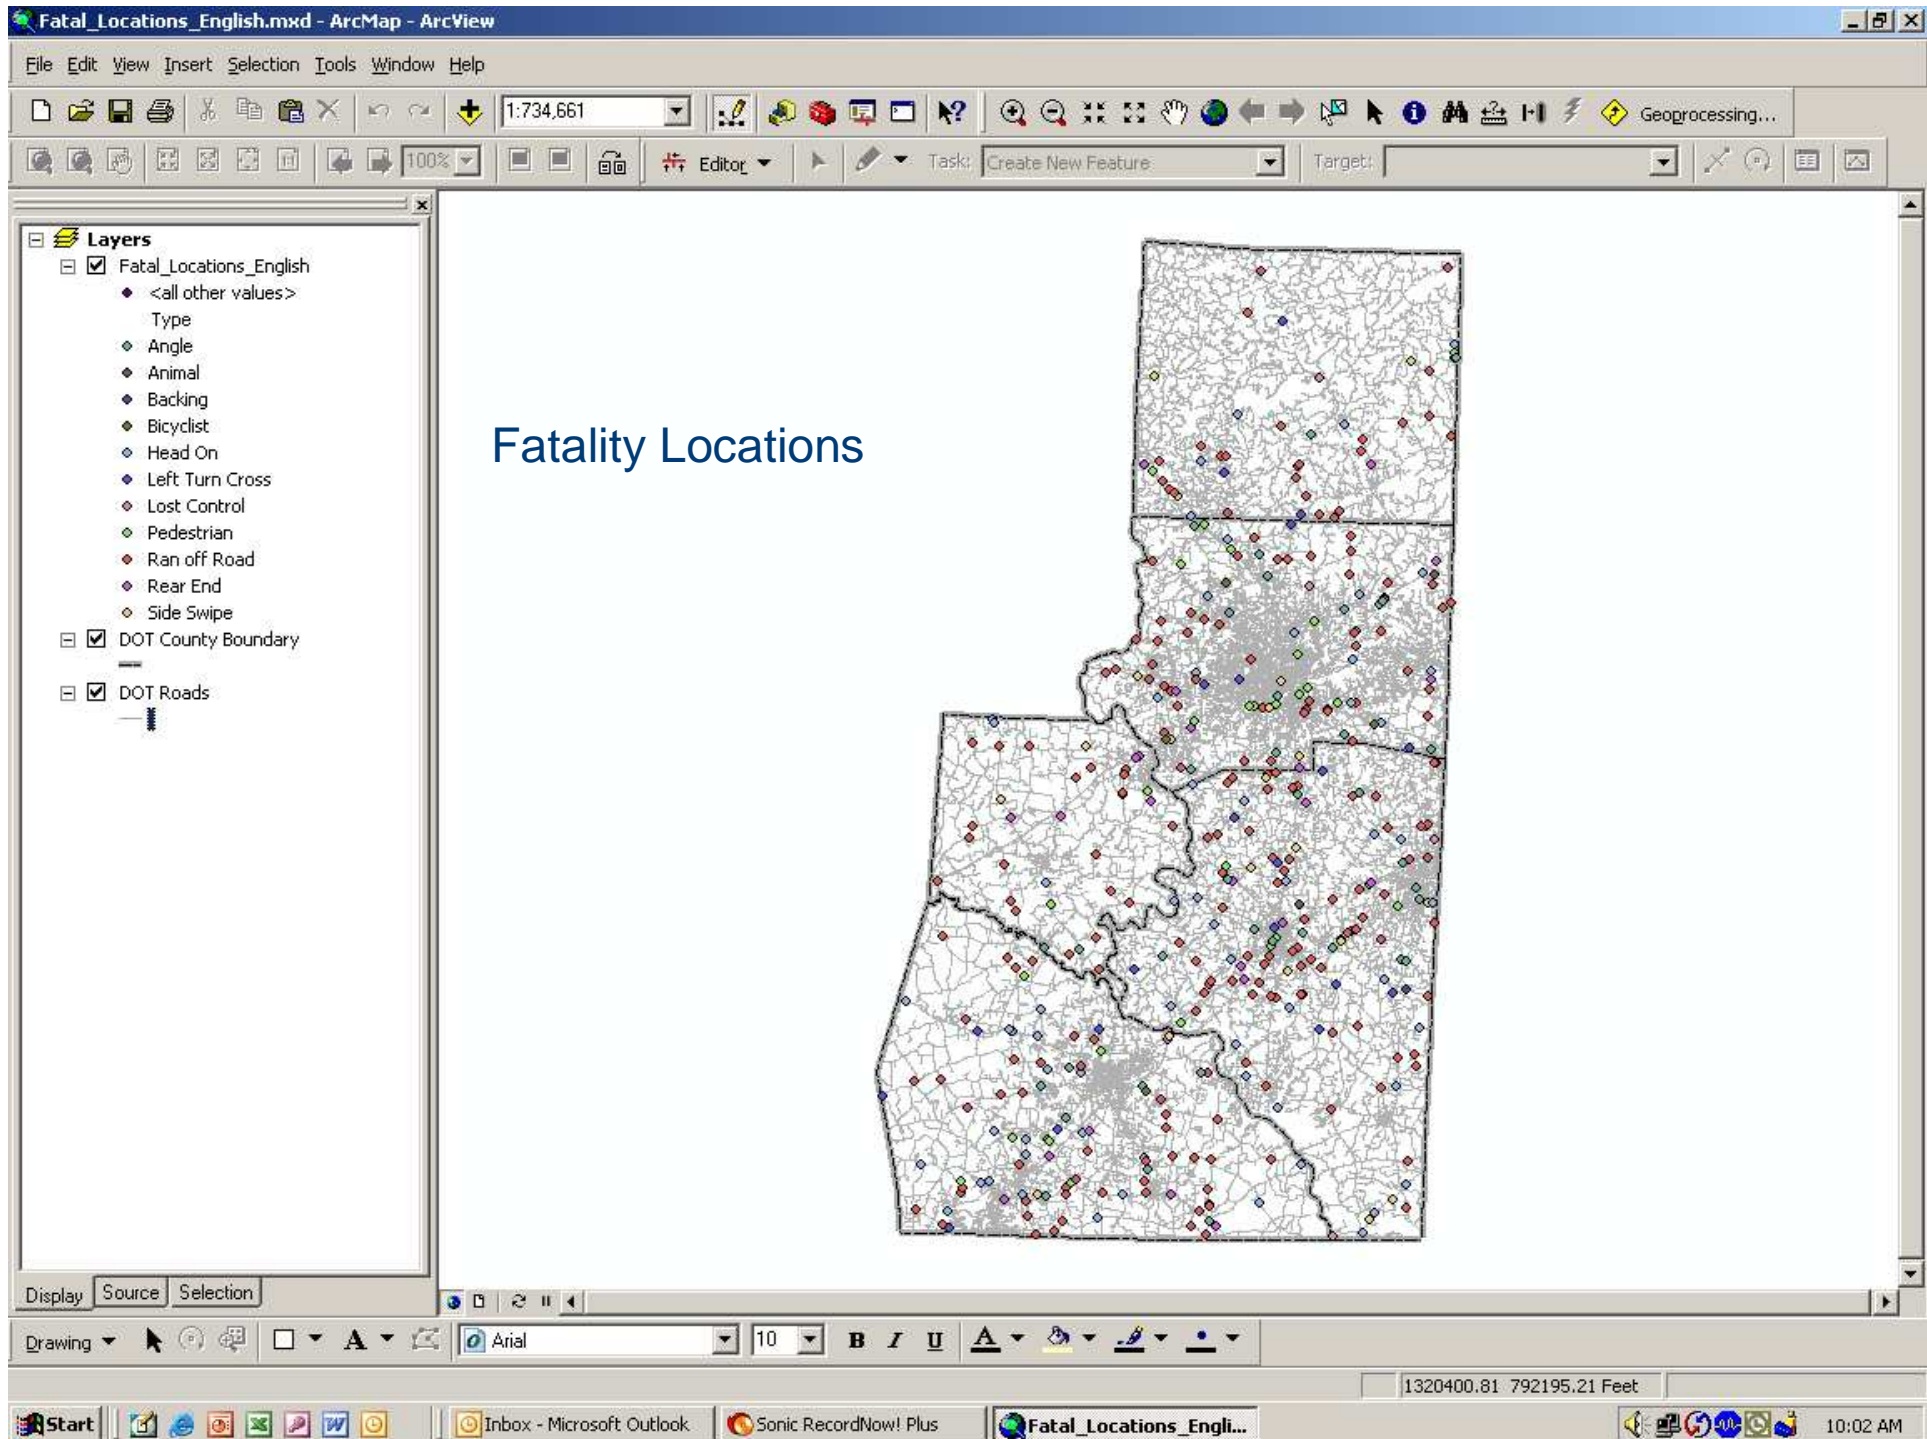 Fatal_Locations_English.mxd - ArcMap - ArcView
File Edit View Insert Selection Tools Window Help
1:734,661
Geoprocessing...
100%
Editor
Task: Create New Feature
Target:
Layers
Fatal_Locations_English
<all other values>
Type
Angle
Animal
Backing
Bicyclist
Head On
Left Turn Cross
Lost Control
Pedestrian
Ran off Road
Rear End
Side Swipe
DOT County Boundary
DOT Roads
Fatality Locations
Display Source Selection
Drawing A Arial 10 B I U A
1320400.81 792195.21 Feet
Start Inbox - Microsoft Outlook Sonic RecordNow! Plus Fatal_Locations_Engli... 10:02 AM